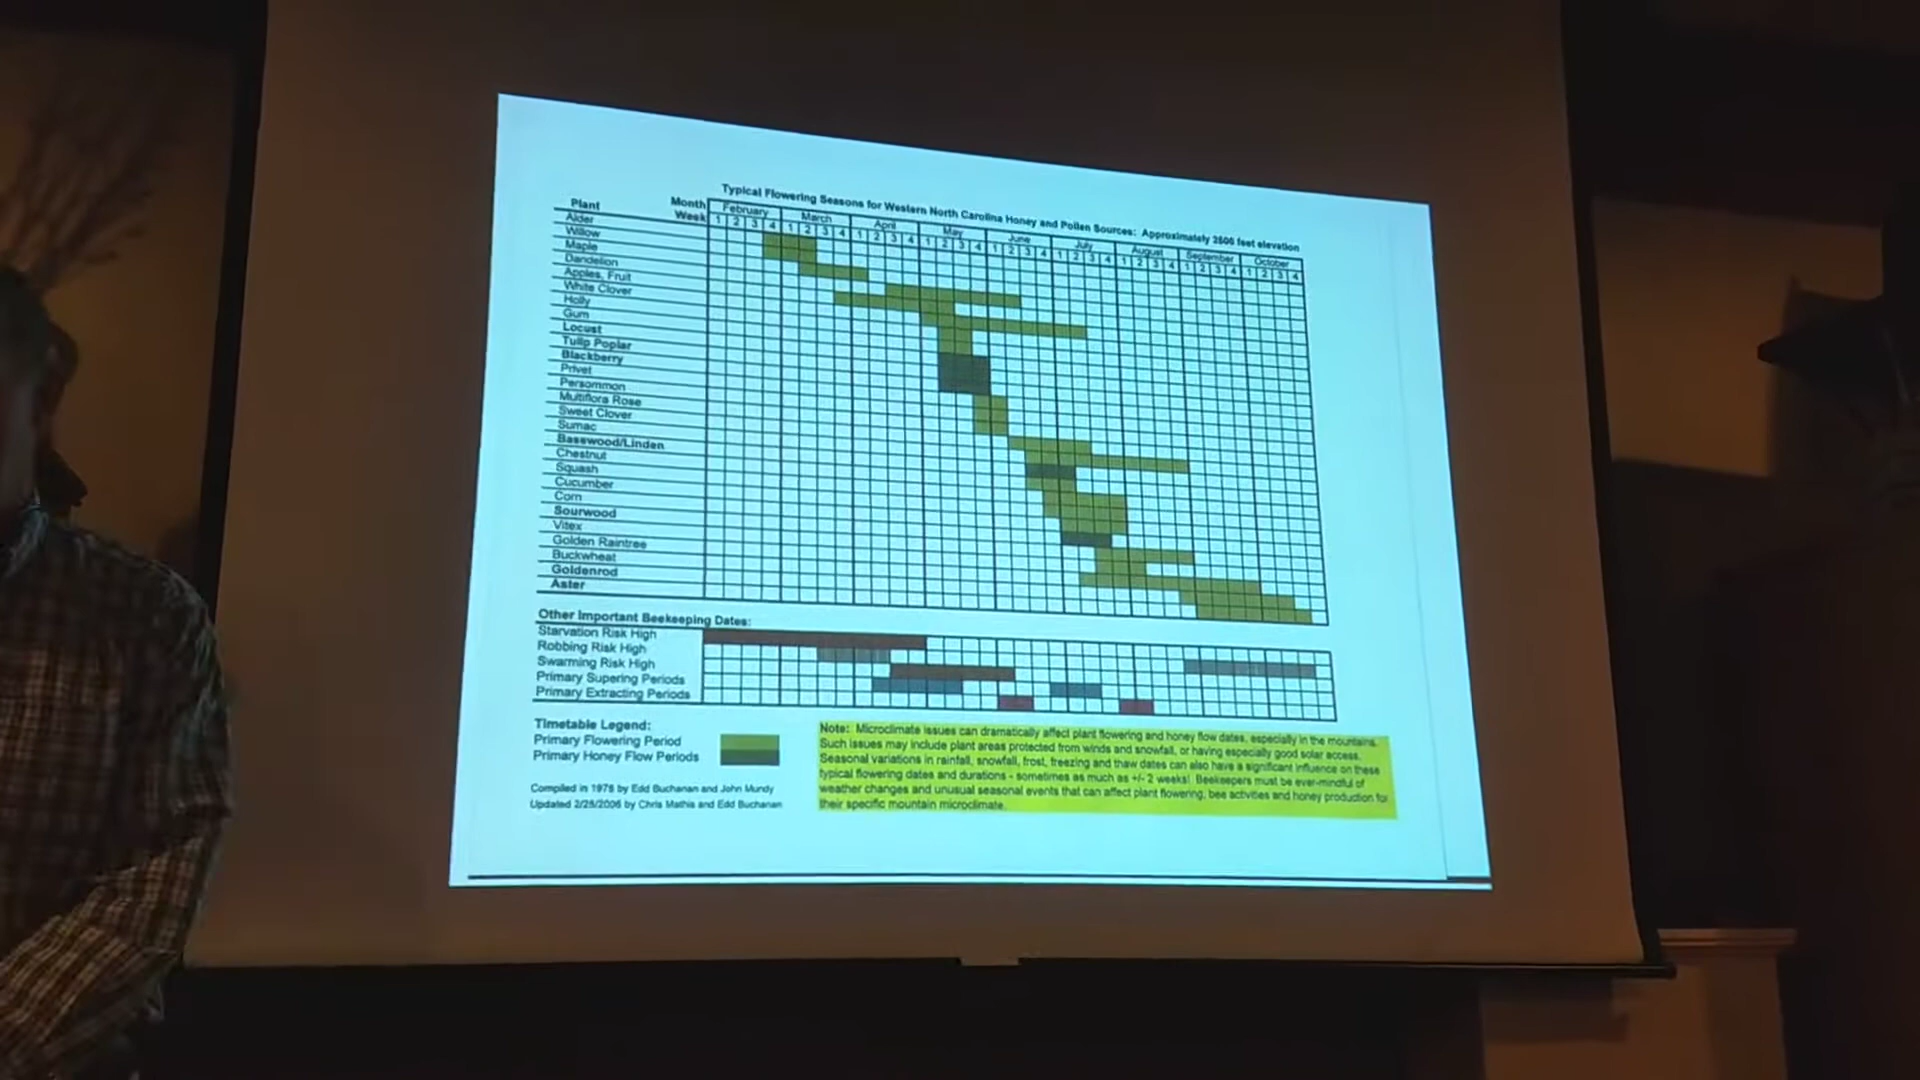 Typical Flowering Seasons for Western North Carolina Honey and Pollen Sources: Approximately 2500 feet elevation
Plant Month February March April May June July August September October
Week 1 2 3 4 1 2 3 4 1 2 3 4 1 2 3 4 1 2 3 4 1 2 3 4 1 2 3 4 1 2 3 4 1 2 3 4
Alder
Willow
Maple
Dandelion
Apples, Fruit
White Clover
Holly
Gum
Locust
Tulip Poplar
Blackberry
Privet
Persommon
Multiflora Rose
Sweet Clover
Sumac
Basswood/Linden
Chestnut
Squash
Cucumber
Corn
Sourwood
Vitex
Golden Raintree
Buckwheat
Goldenrod
Aster
Other Important Beekeeping Dates:
Starvation Risk High
Robbing Risk High
Swarming Risk High
Primary Supering Periods
Primary Extracting Periods
Timetable Legend:
Primary Flowering Period
Primary Honey Flow Periods
Compiled in 1978 by Edd Buchanan and John Mundy
Updated 2/25/2006 by Chris Mathis and Edd Buchanan
Note: Microclimate issues can dramatically affect plant flowering and honey flow dates, especially in the mountains.
Such issues may include plant areas protected from winds and snowfall, or having especially good solar access.
Seasonal variations in rainfall, snowfall, frost, freezing and thaw dates can also have a significant influence on these
typical flowering dates and durations - sometimes as much as +/- 2 weeks! Beekeepers must be ever-mindful of
weather changes and unusual seasonal events that can affect plant flowering, bee activities and honey production for
their specific mountain microclimate.